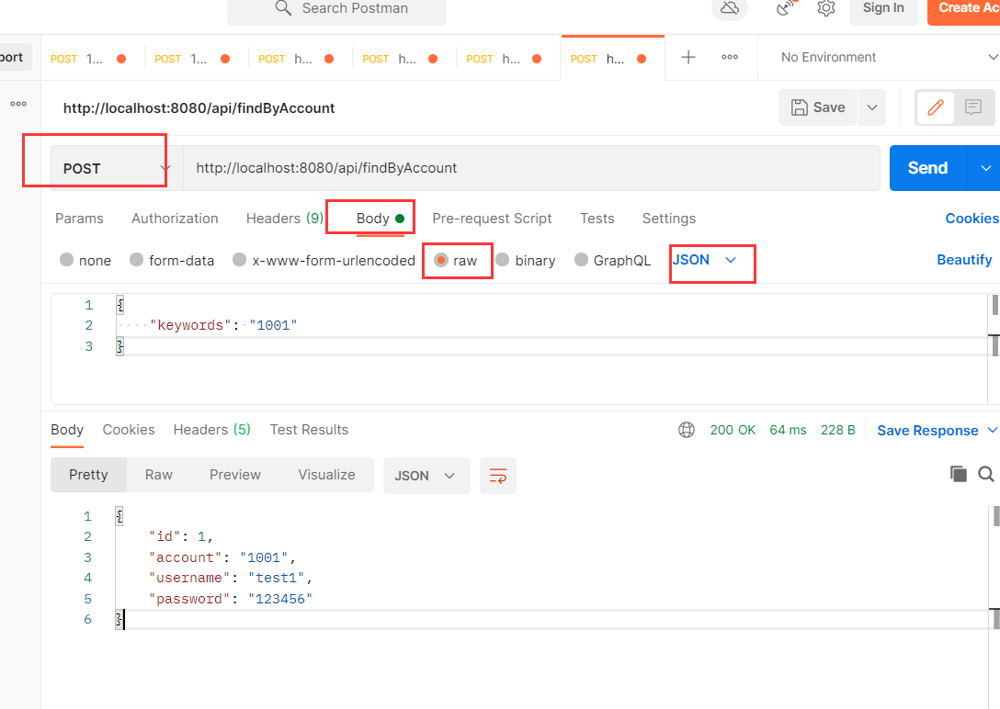 Search Postman
Sign In
Create Ac
port
POST 1...
POST 1...
POST h...
POST h...
POST h...
POST h...
No Environment
http://localhost:8080/api/findByAccount
Save
POST
http://localhost:8080/api/findByAccount
Send
Params Authorization Headers (9) Body Pre-request Script Tests Settings Cookies
none form-data x-www-form-urlencoded raw binary GraphQL JSON Beautify
1 {
2 ····"keywords":·"1001"
3 }
Body Cookies Headers (5) Test Results 200 OK 64 ms 228 B Save Response
Pretty Raw Preview Visualize JSON
1 {
2 "id": 1,
3 "account": "1001",
4 "username": "test1",
5 "password": "123456"
6 }